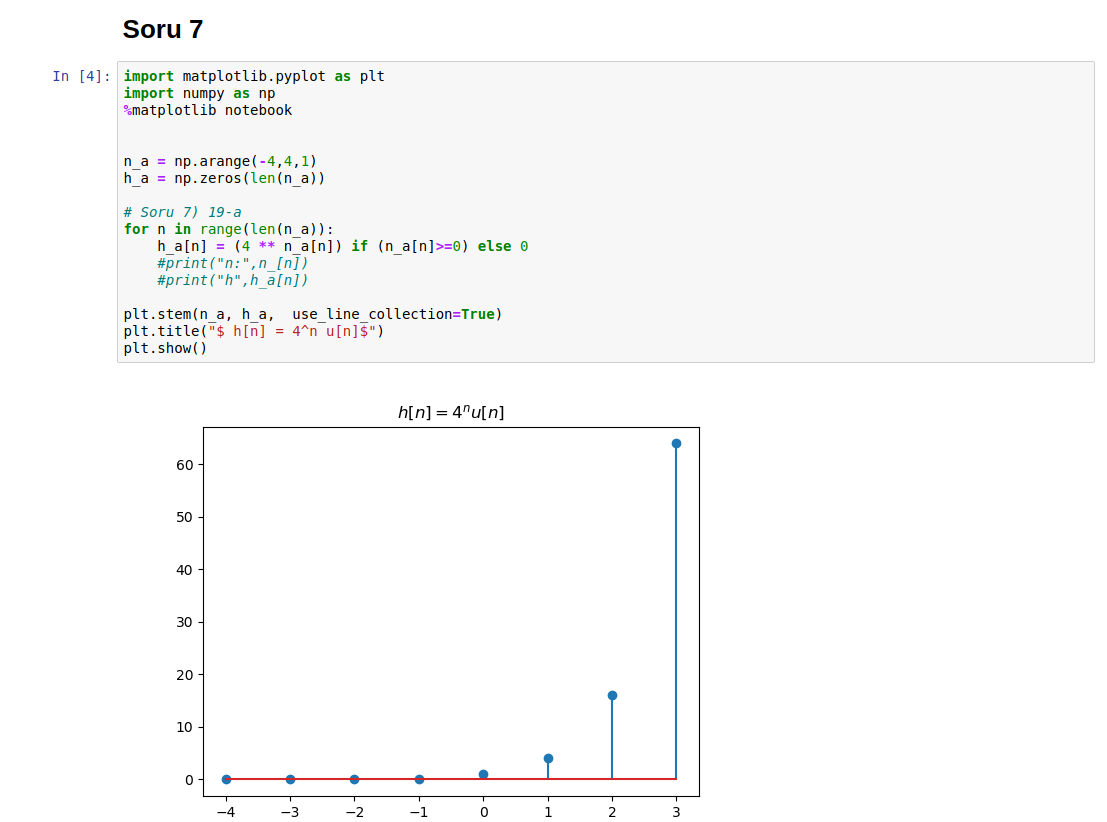 Soru 7
In [4]:
import matplotlib.pyplot as plt
import numpy as np
%matplotlib notebook
n_a = np.arange(-4,4,1)
h_a = np.zeros(len(n_a))
# Soru 7) 19-a
for n in range(len(n_a)):
    h_a[n] = (4 ** n_a[n]) if (n_a[n]>=0) else 0
    #print("n:",n_[n])
    #print("h",h_a[n])
plt.stem(n_a, h_a,  use_line_collection=True)
plt.title("$ h[n] = 4^n u[n]$")
plt.show()
h[n] = 4ⁿu[n]
60
50
40
30
20
10
0
−4 −3 −2 −1 0 1 2 3